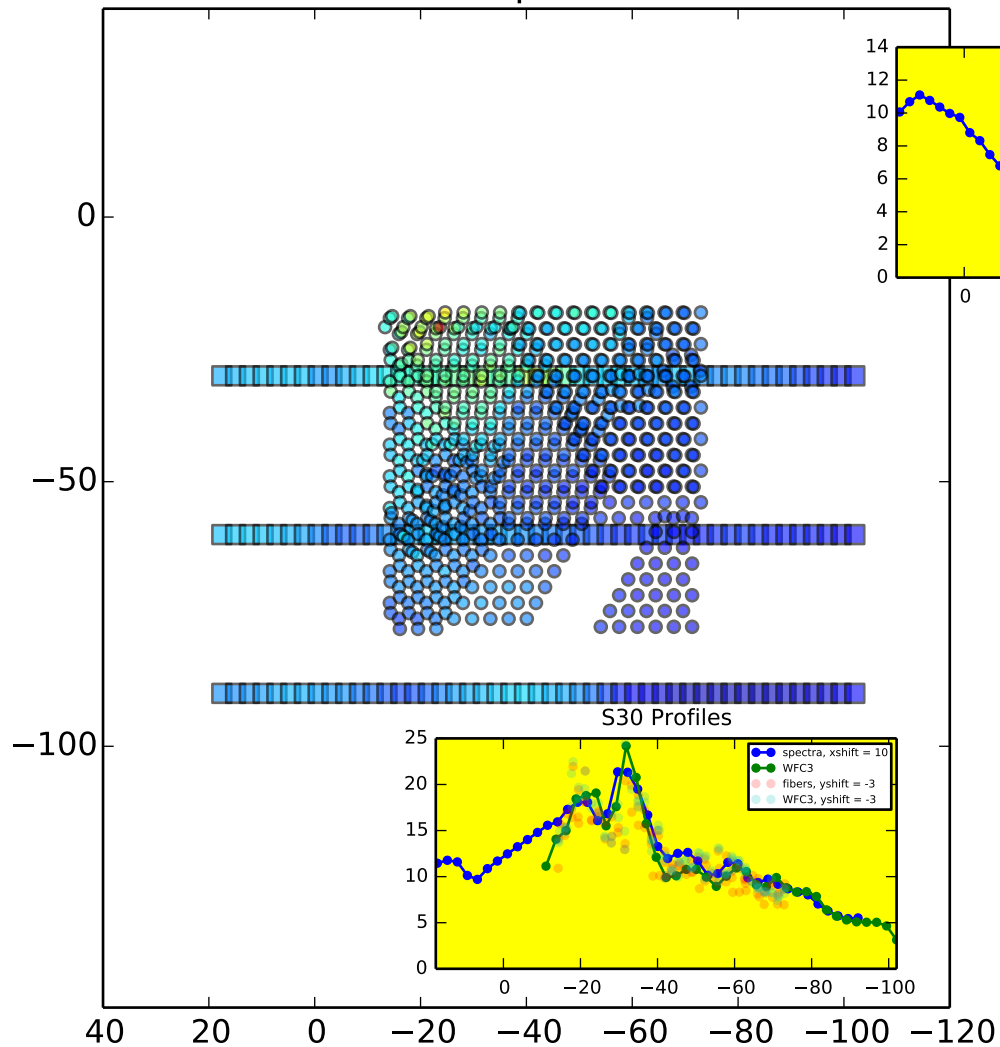 14
12
10
8
6
4
2
0
0
0
−50
−100
S30 Profiles
25
20
15
10
5
0
spectra, xshift = 10
WFC3
fibers, yshift = -3
WFC3, yshift = -3
0 −20 −40 −60 −80 −100
40 20 0 −20 −40 −60 −80 −100 −120